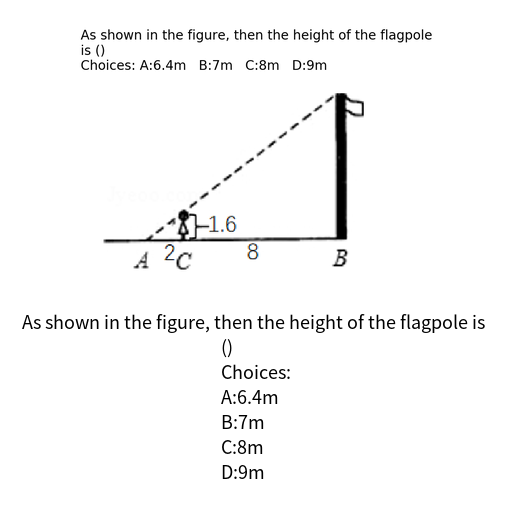 As shown in the figure, then the height of the flagpole
is ()
Choices: A:6.4m B:7m C:8m D:9m
1.6
A 2 C 8 B
As shown in the figure, then the height of the flagpole is
()
Choices:
A:6.4m
B:7m
C:8m
D:9m